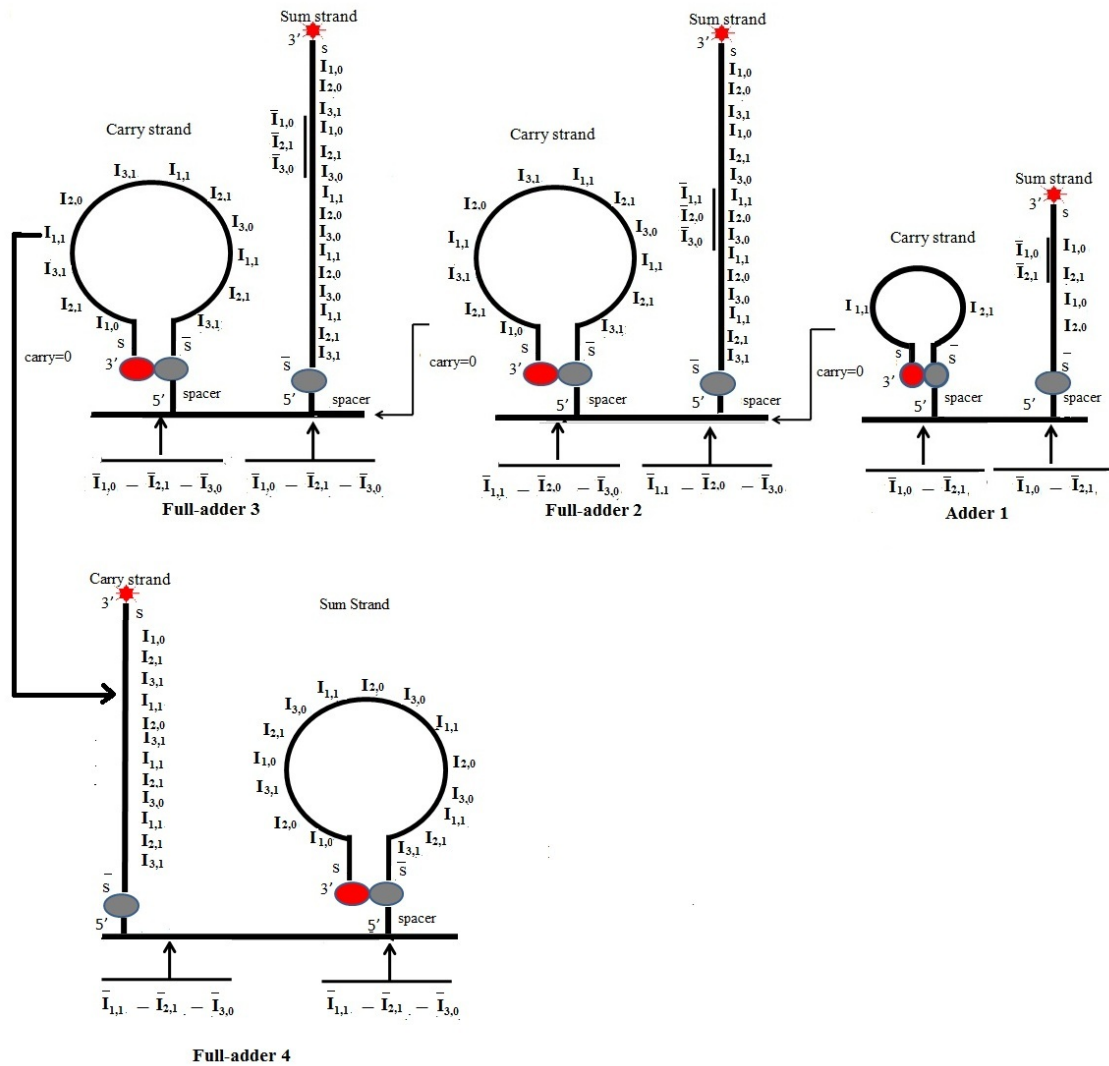 Carry strand
I3,1
I1,1
I2,0
I2,1
I1,1
I3,0
I3,1
I1,1
I2,1
I2,1
I1,0
I3,1
S
S̅
3′
5′
spacer
carry=0
Sum strand
3′
S
I1,0
I2,0
I3,1
I1,0
I2,1
I3,0
I1,1
I2,0
I3,0
I1,1
I2,0
I3,0
I1,1
I2,1
I3,1
Ī1,0
Ī2,1
Ī3,0
S̅
5′
spacer
carry=0
Ī1,0 – Ī2,1 – Ī3,0
Ī1,0 – Ī2,1 – Ī3,0
Full-adder 3
Carry strand
I3,1
I1,1
I2,0
I2,1
I1,1
I3,0
I3,1
I1,1
I2,1
I2,1
I1,0
I3,1
S
S̅
3′
5′
spacer
Sum strand
3′
S
I1,0
I2,0
I3,1
I1,0
I2,1
I3,0
I1,1
I2,0
I3,0
I1,1
I2,0
I3,0
I1,1
I2,1
I3,1
Ī1,1
Ī2,0
Ī3,0
S̅
5′
spacer
carry=0
Ī1,1 – Ī2,0 – Ī3,0
Ī1,1 – Ī2,0 – Ī3,0
Full-adder 2
Carry strand
I1,1
I2,1
S
S̅
3′
5′
spacer
Sum strand
3′
S
I1,0
I2,1
I1,0
I2,0
Ī1,0
Ī2,1
S̅
5′
spacer
Ī1,0 – Ī2,1
Ī1,0 – Ī2,1
Adder 1
Carry strand
3′
S
I1,0
I2,1
I3,1
I1,1
I2,0
I3,1
I1,1
I2,1
I3,0
I1,1
I2,1
I3,1
S̅
5′
Sum Strand
I1,1
I2,0
I3,0
I3,0
I1,1
I2,1
I1,0
I2,0
I3,1
I3,0
I2,0
I1,1
I1,0
I2,1
I3,1
S
S̅
3′
5′
spacer
Ī1,1 – Ī2,1 – Ī3,0
Ī1,1 – Ī2,1 – Ī3,0
Full-adder 4